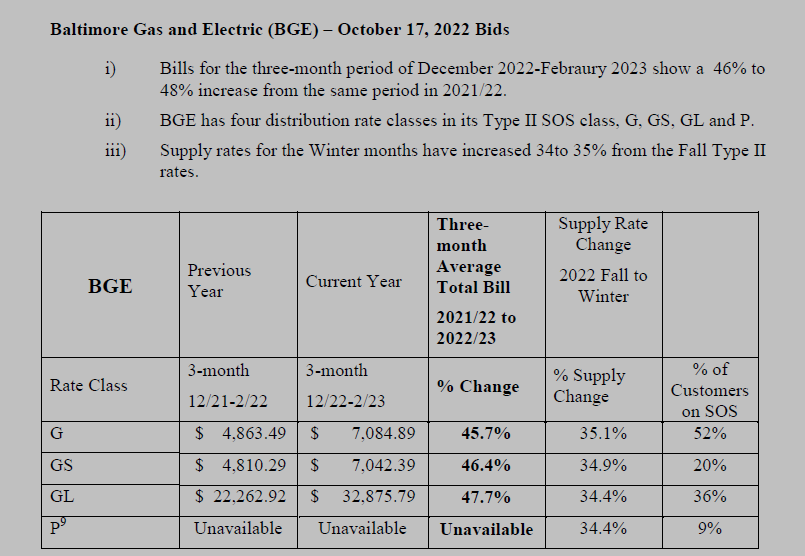 Baltimore Gas and Electric (BGE) – October 17, 2022 Bids
i) Bills for the three-month period of December 2022-Febraury 2023 show a 46% to
48% increase from the same period in 2021/22.
ii) BGE has four distribution rate classes in its Type II SOS class, G, GS, GL and P.
iii) Supply rates for the Winter months have increased 34to 35% from the Fall Type II
rates.
BGE
Previous
Year
Current Year
Three-
month
Average
Total Bill
2021/22 to
2022/23
Supply Rate
Change
2022 Fall to
Winter
Rate Class
3-month
12/21-2/22
3-month
12/22-2/23
% Change
% Supply
Change
% of
Customers
on SOS
G $ 4,863.49 $ 7,084.89 45.7% 35.1% 52%
GS $ 4,810.29 $ 7,042.39 46.4% 34.9% 20%
GL $ 22,262.92 $ 32,875.79 47.7% 34.4% 36%
P⁹ Unavailable Unavailable Unavailable 34.4% 9%